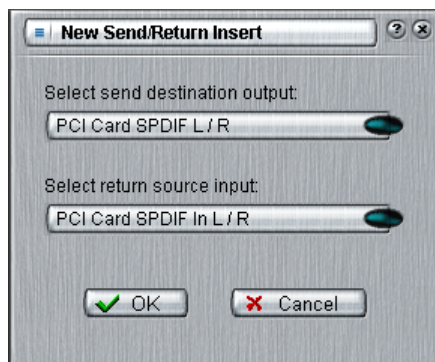 New Send/Return Insert
Select send destination output:
PCI Card SPDIF L / R
Select return source input:
PCI Card SPDIF In L / R
OK
Cancel